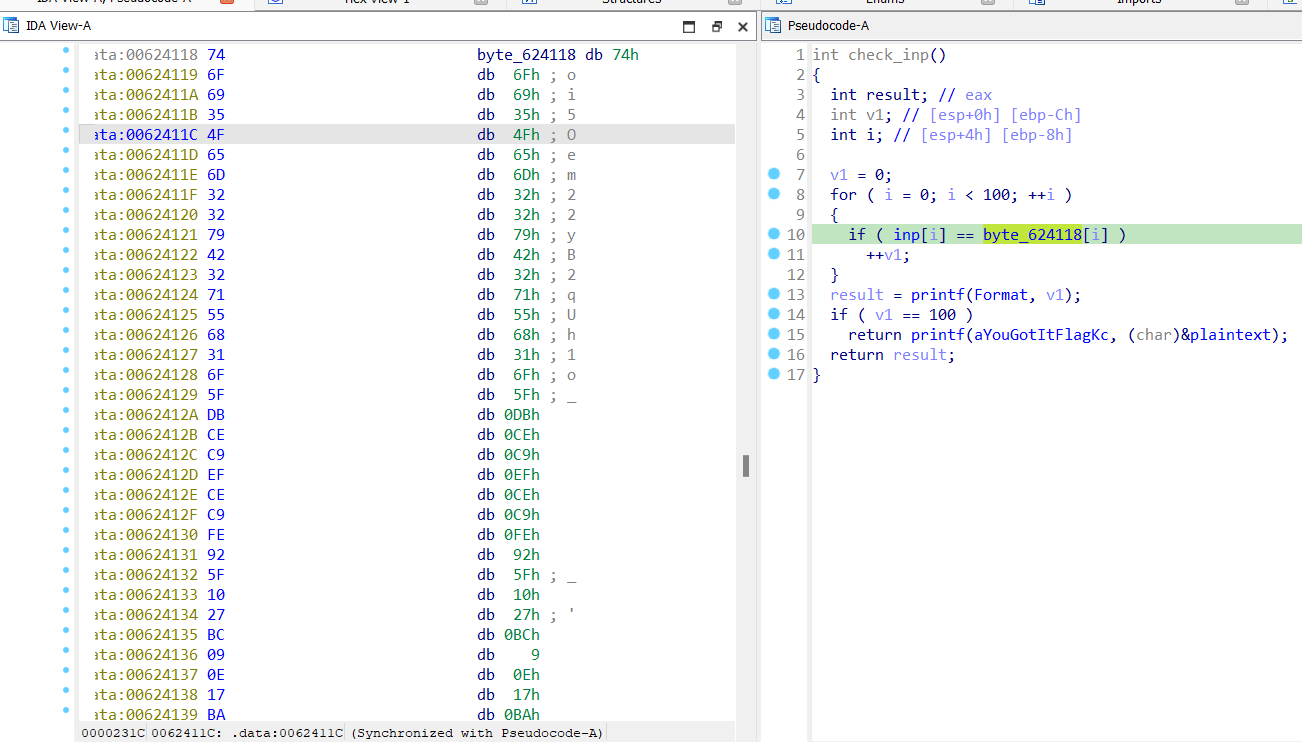 IDA View-A, Pseudocode-A Hex View-1 Structures Enums Imports
IDA View-A
Pseudocode-A
ata:00624118 74 byte_624118 db 74h
ata:00624119 6F db 6Fh ; o
ata:0062411A 69 db 69h ; i
ata:0062411B 35 db 35h ; 5
ata:0062411C 4F db 4Fh ; O
ata:0062411D 65 db 65h ; e
ata:0062411E 6D db 6Dh ; m
ata:0062411F 32 db 32h ; 2
ata:00624120 32 db 32h ; 2
ata:00624121 79 db 79h ; y
ata:00624122 42 db 42h ; B
ata:00624123 32 db 32h ; 2
ata:00624124 71 db 71h ; q
ata:00624125 55 db 55h ; U
ata:00624126 68 db 68h ; h
ata:00624127 31 db 31h ; 1
ata:00624128 6F db 6Fh ; o
ata:00624129 5F db 5Fh ; _
ata:0062412A DB db 0DBh
ata:0062412B CE db 0CEh
ata:0062412C C9 db 0C9h
ata:0062412D EF db 0EFh
ata:0062412E CE db 0CEh
ata:0062412F C9 db 0C9h
ata:00624130 FE db 0FEh
ata:00624131 92 db 92h
ata:00624132 5F db 5Fh ; _
ata:00624133 10 db 10h
ata:00624134 27 db 27h ; '
ata:00624135 BC db 0BCh
ata:00624136 09 db 9
ata:00624137 0E db 0Eh
ata:00624138 17 db 17h
ata:00624139 BA db 0BAh
0000231C 0062411C: .data:0062411C (Synchronized with Pseudocode-A)
1 int check_inp()
2 {
3 int result; // eax
4 int v1; // [esp+0h] [ebp-Ch]
5 int i; // [esp+4h] [ebp-8h]
6
7 v1 = 0;
8 for ( i = 0; i < 100; ++i )
9 {
10 if ( inp[i] == byte_624118[i] )
11 ++v1;
12 }
13 result = printf(Format, v1);
14 if ( v1 == 100 )
15 return printf(aYouGotItFlagKc, (char)&plaintext);
16 return result;
17 }